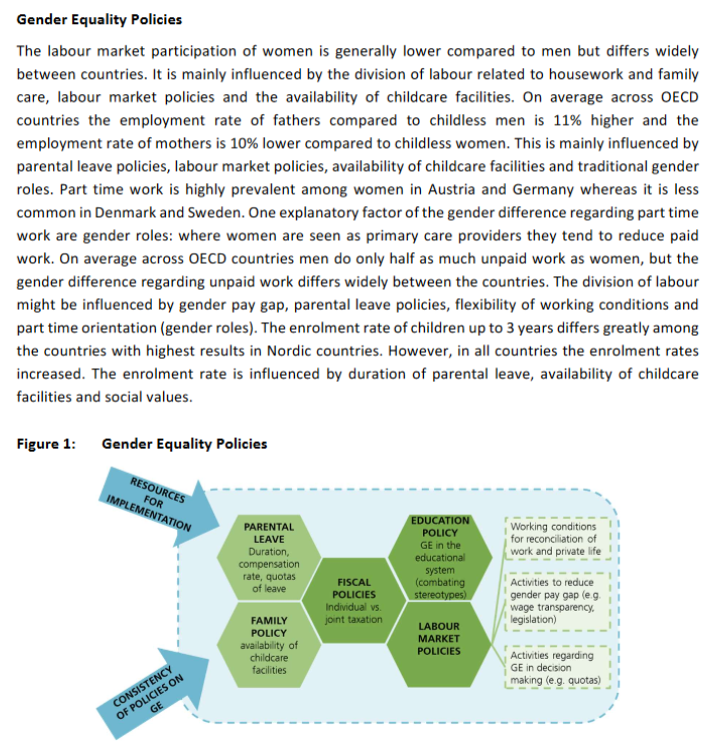 Gender Equality Policies
The labour market participation of women is generally lower compared to men but differs widely
between countries. It is mainly influenced by the division of labour related to housework and family
care, labour market policies and the availability of childcare facilities. On average across OECD
countries the employment rate of fathers compared to childless men is 11% higher and the
employment rate of mothers is 10% lower compared to childless women. This is mainly influenced by
parental leave policies, labour market policies, availability of childcare facilities and traditional gender
roles. Part time work is highly prevalent among women in Austria and Germany whereas it is less
common in Denmark and Sweden. One explanatory factor of the gender difference regarding part time
work are gender roles: where women are seen as primary care providers they tend to reduce paid
work. On average across OECD countries men do only half as much unpaid work as women, but the
gender difference regarding unpaid work differs widely between the countries. The division of labour
might be influenced by gender pay gap, parental leave policies, flexibility of working conditions and
part time orientation (gender roles). The enrolment rate of children up to 3 years differs greatly among
the countries with highest results in Nordic countries. However, in all countries the enrolment rates
increased. The enrolment rate is influenced by duration of parental leave, availability of childcare
facilities and social values.
Figure 1: Gender Equality Policies
RESOURCES
FOR
IMPLEMENTATION
PARENTAL
LEAVE
Duration,
compensation
rate, quotas
of leave
FAMILY
POLICY
availability of
childcare
facilities
FISCAL
POLICIES
Individual vs.
joint taxation
EDUCATION
POLICY
GE in the
educational
system
(combating
stereotypes)
LABOUR
MARKET
POLICIES
Working conditions
for reconciliation of
work and private life
Activities to reduce
gender pay gap (e.g.
wage transparency,
legislation)
Activities regarding
GE in decision
making (e.g. quotas)
CONSISTENCY
OF POLICIES ON
GE